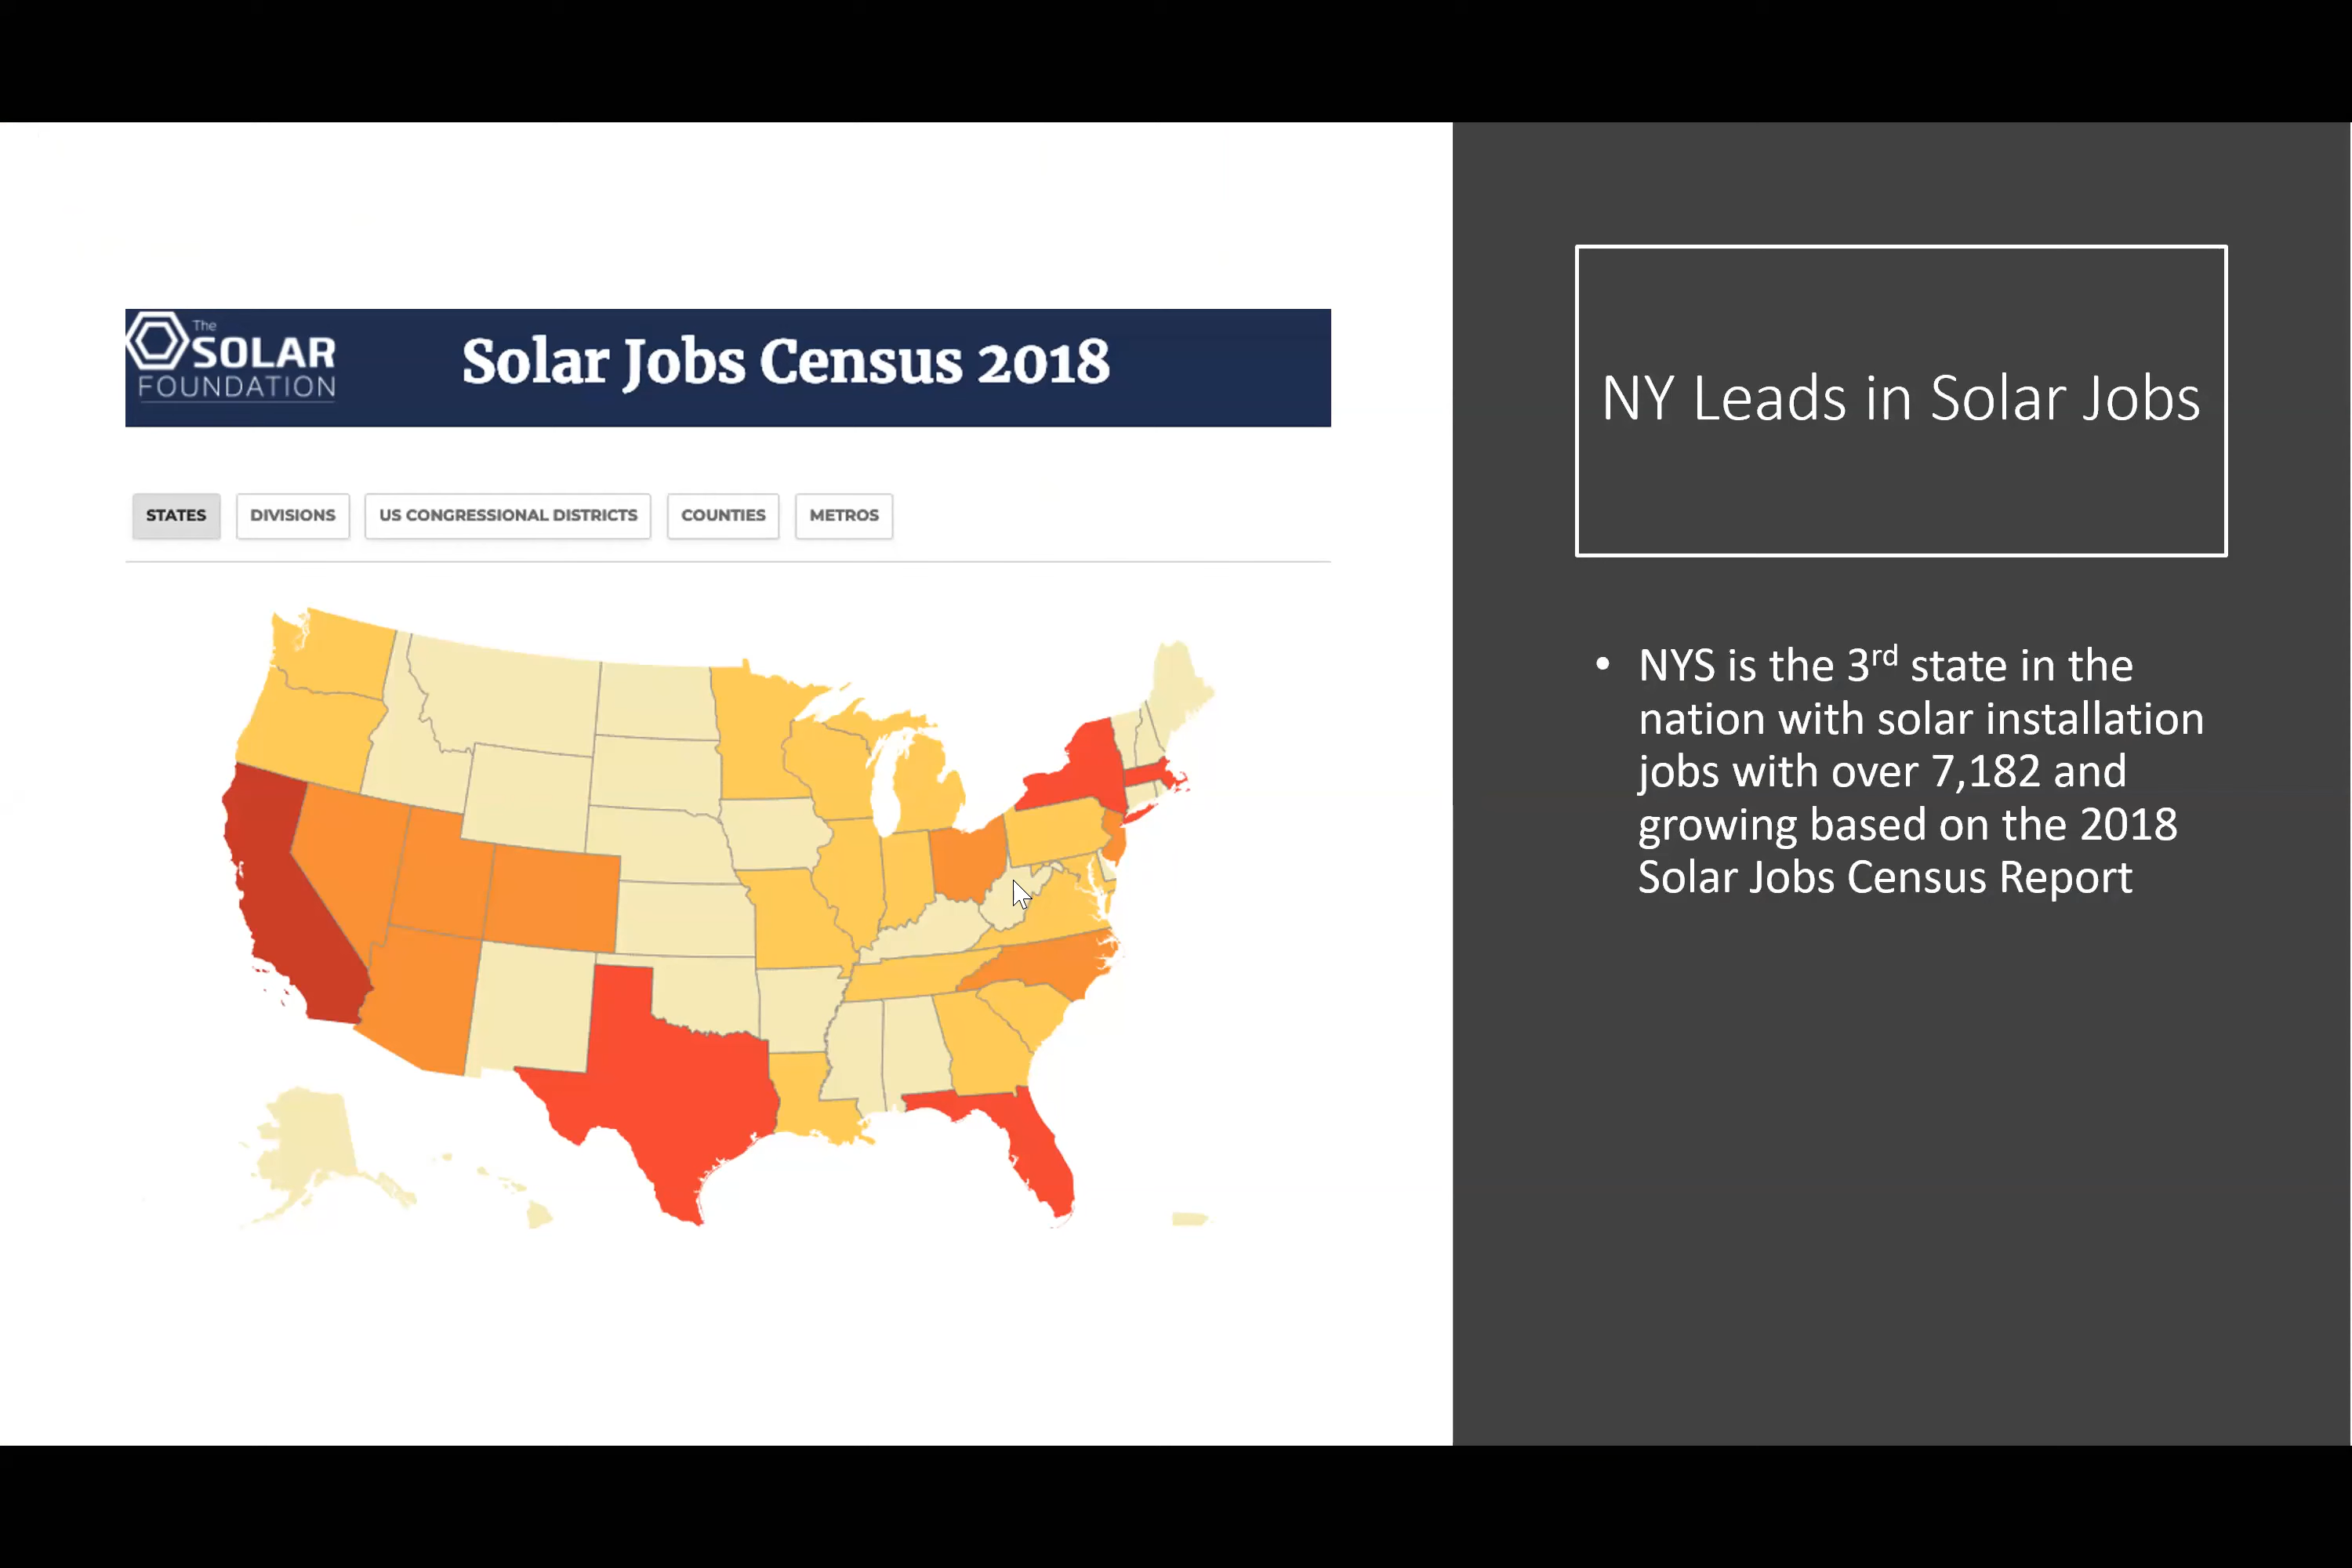 The
SOLAR
FOUNDATION
Solar Jobs Census 2018
STATES
DIVISIONS
US CONGRESSIONAL DISTRICTS
COUNTIES
METROS
NY Leads in Solar Jobs
• NYS is the 3rd state in the
nation with solar installation
jobs with over 7,182 and
growing based on the 2018
Solar Jobs Census Report